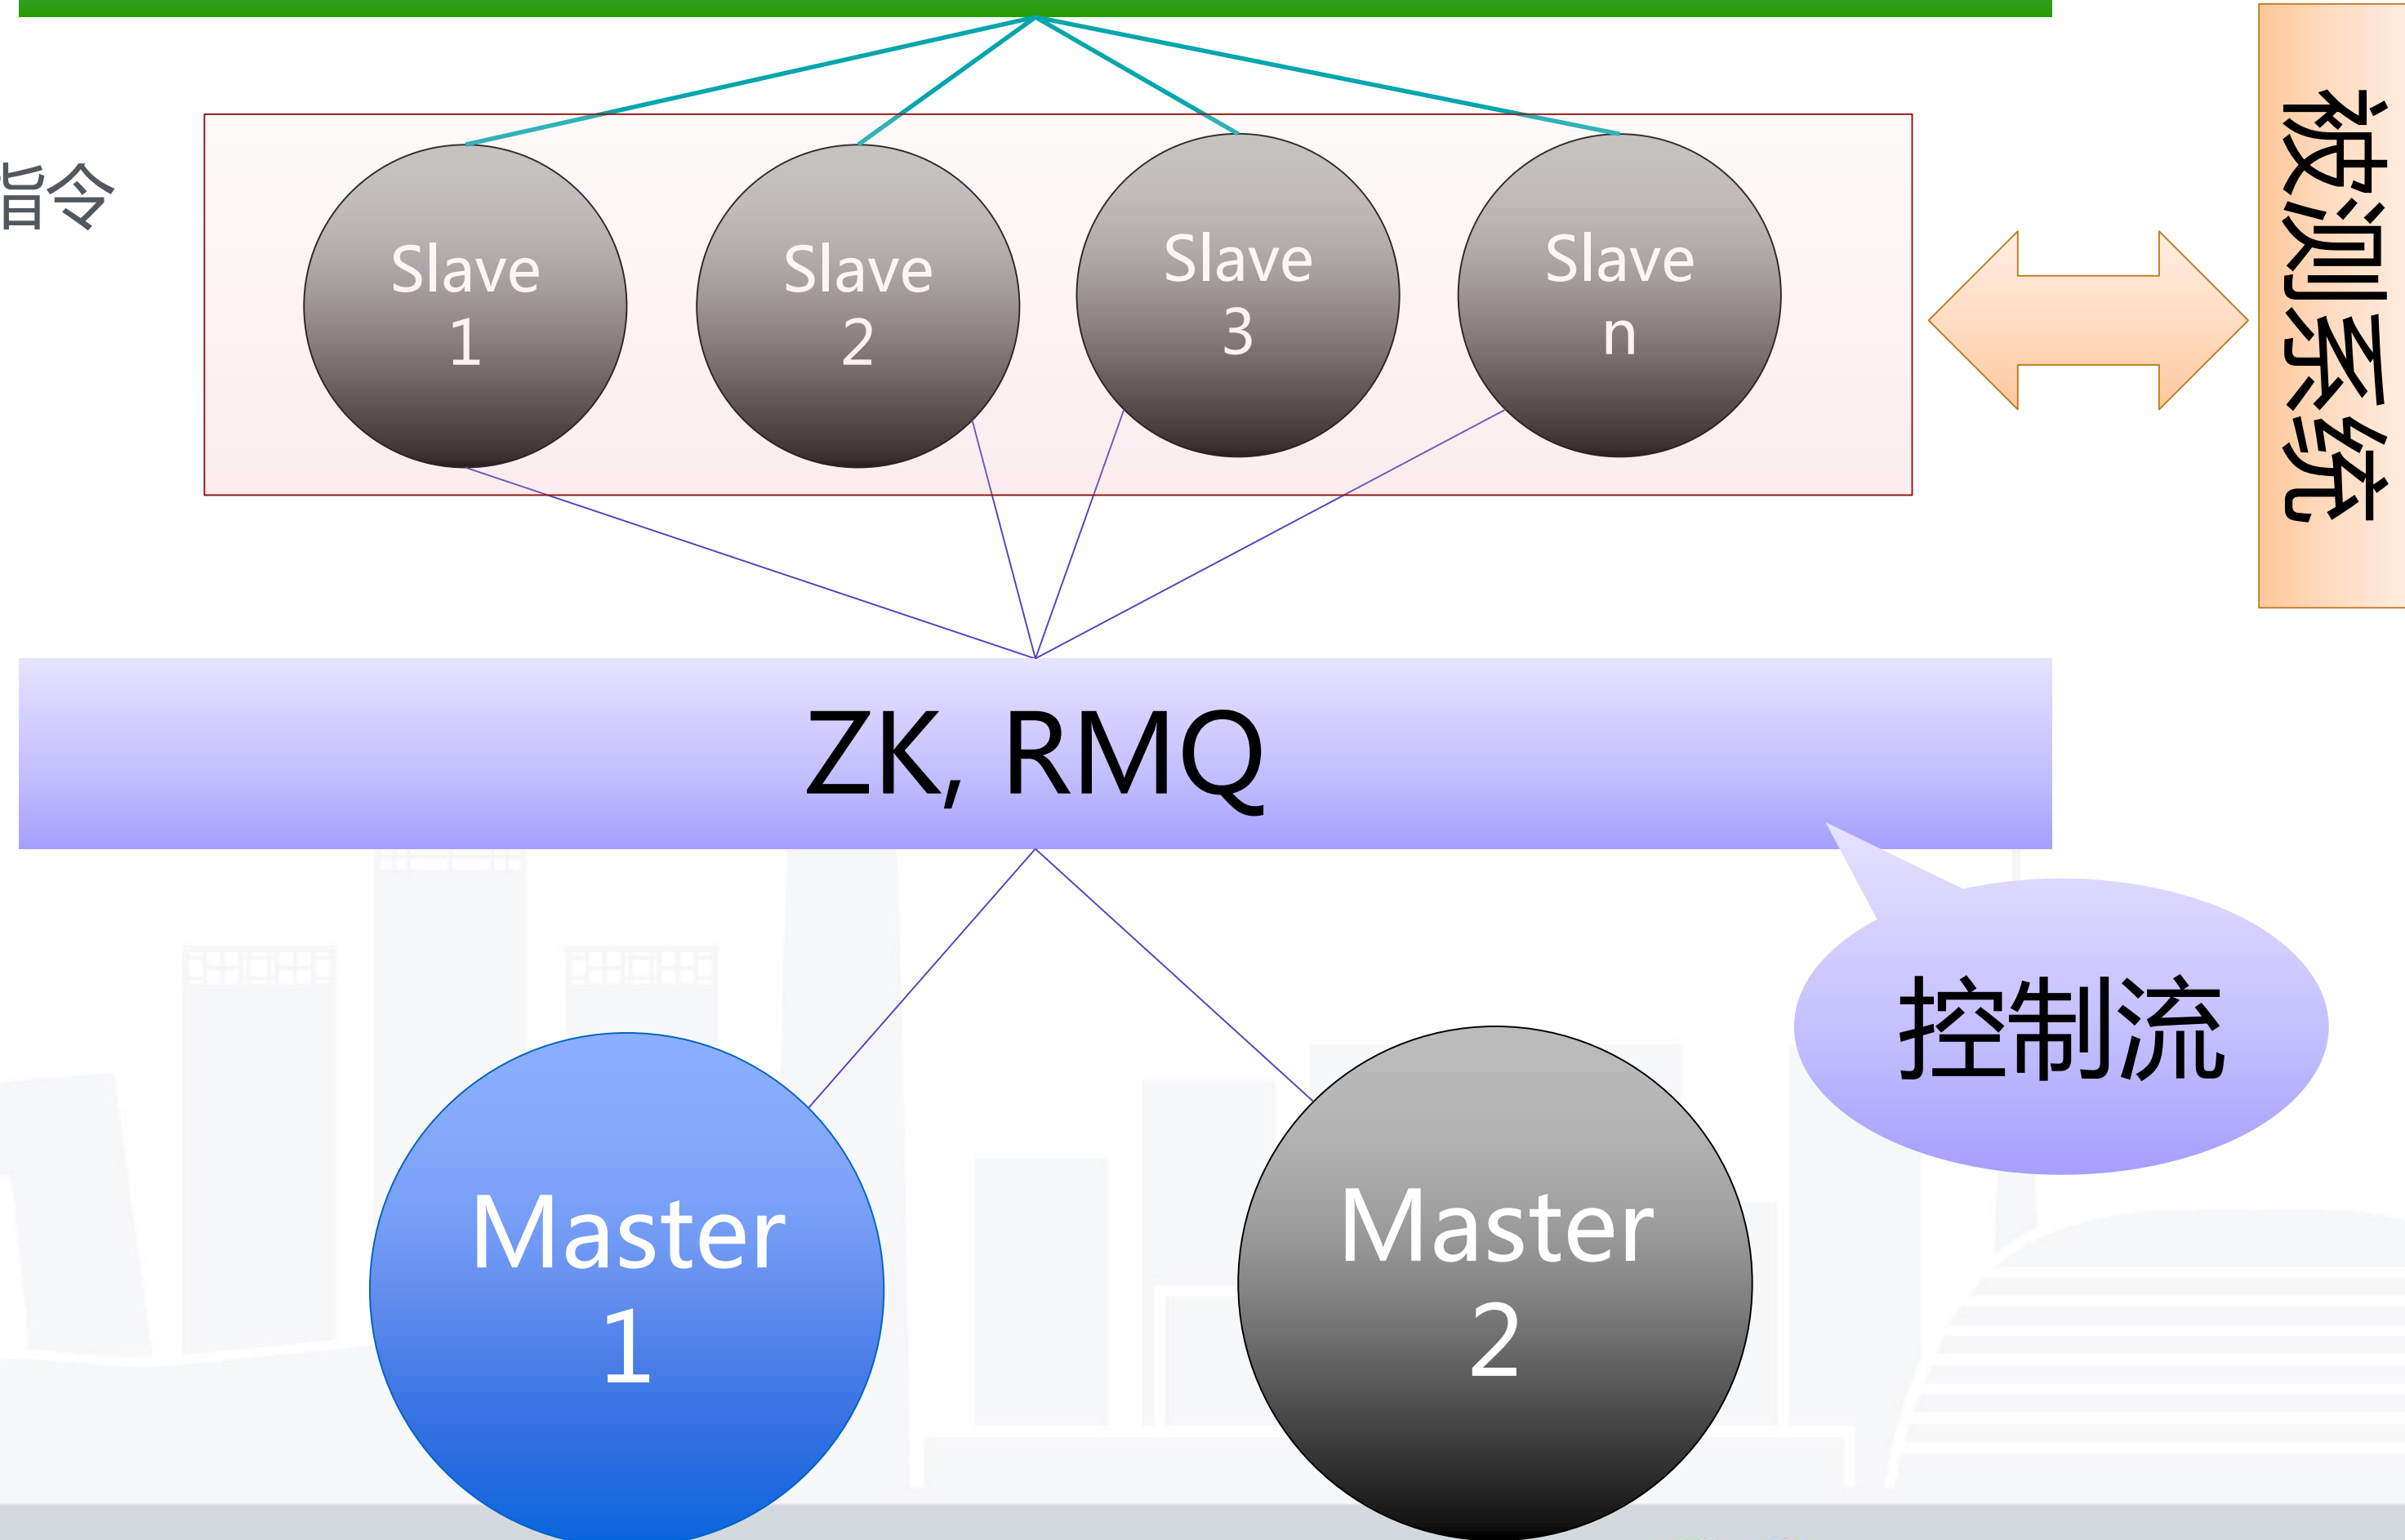 指令
Slave
1
Slave
2
Slave
3
Slave
n
被测系统
ZK, RMQ
控制流
Master
1
Master
2